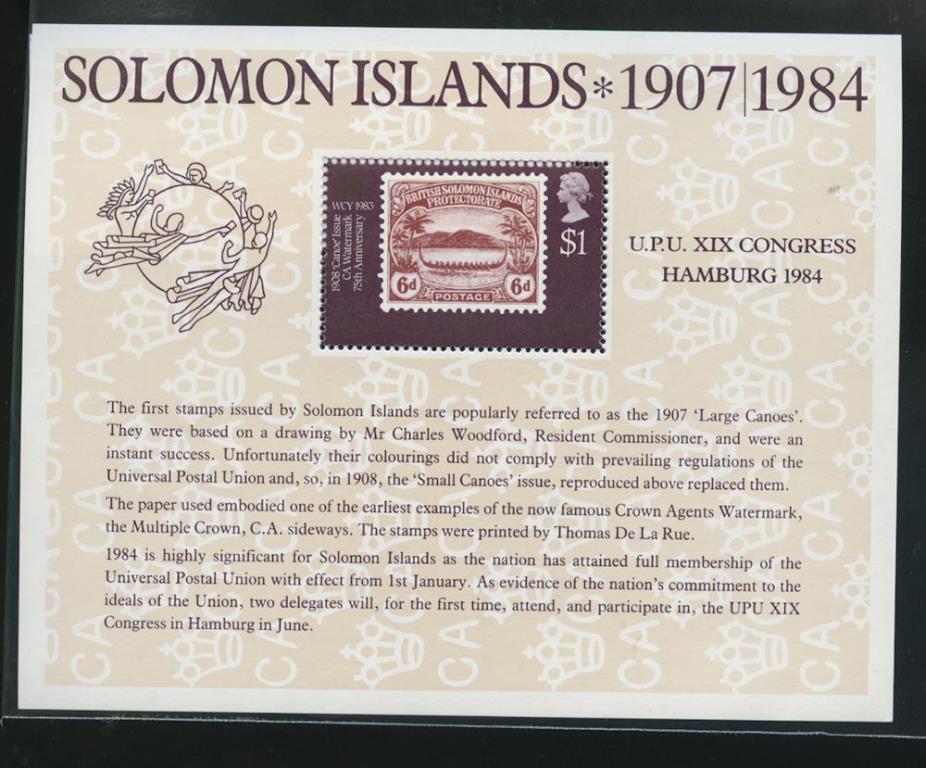 SOLOMON ISLANDS*1907|1984
WCY 1983
1908 'Canoe' Issue
CA Watermark
75th Anniversary
BRITISH SOLOMON ISLANDS
PROTECTORATE
6d 6d
POSTAGE
$1
U.P.U. XIX CONGRESS
HAMBURG 1984
The first stamps issued by Solomon Islands are popularly referred to as the 1907 'Large Canoes'.
They were based on a drawing by Mr Charles Woodford, Resident Commissioner, and were an
instant success. Unfortunately their colourings did not comply with prevailing regulations of the
Universal Postal Union and, so, in 1908, the 'Small Canoes' issue, reproduced above replaced them.
The paper used embodied one of the earliest examples of the now famous Crown Agents Watermark,
the Multiple Crown, C.A. sideways. The stamps were printed by Thomas De La Rue.
1984 is highly significant for Solomon Islands as the nation has attained full membership of the
Universal Postal Union with effect from 1st January. As evidence of the nation's commitment to the
ideals of the Union, two delegates will, for the first time, attend, and participate in, the UPU XIX
Congress in Hamburg in June.